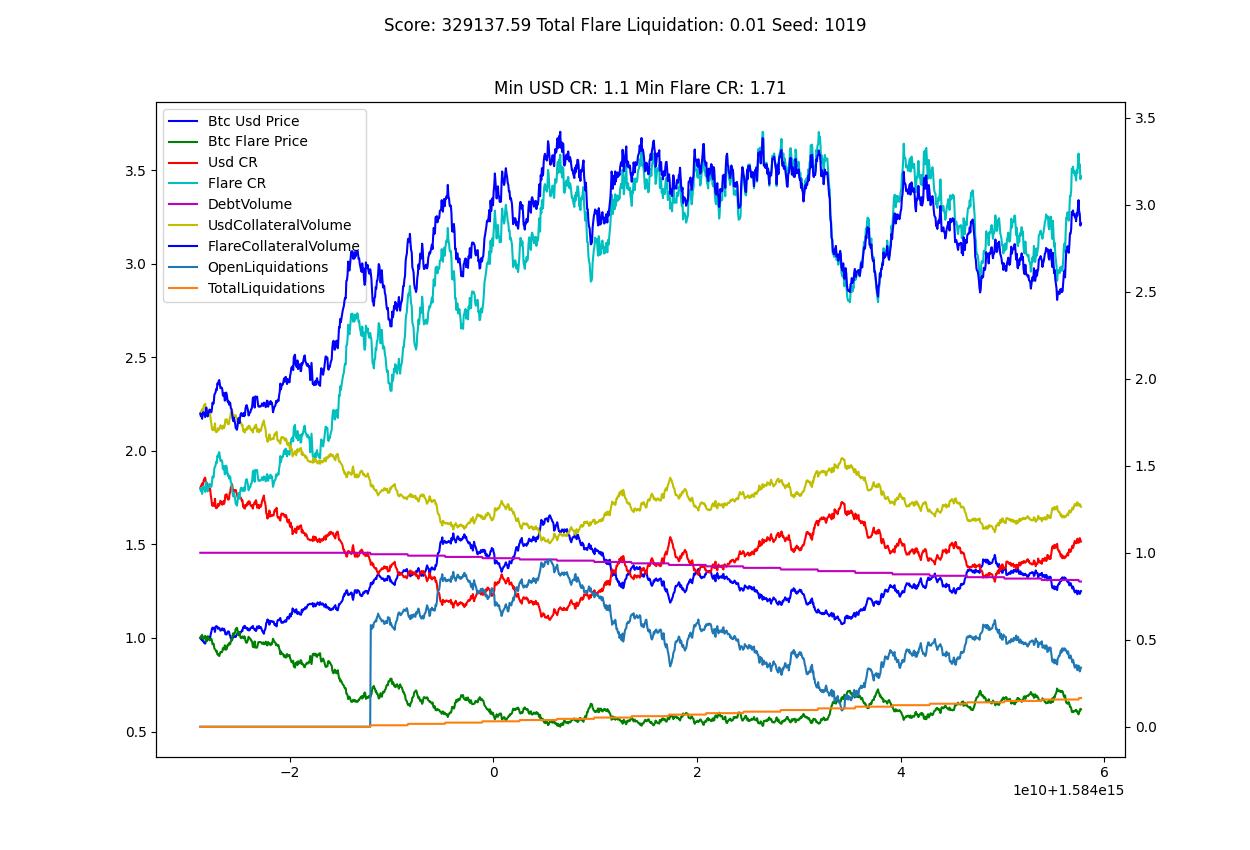 Score: 329137.59 Total Flare Liquidation: 0.01 Seed: 1019
Min USD CR: 1.1 Min Flare CR: 1.71
Btc Usd Price
Btc Flare Price
Usd CR
Flare CR
DebtVolume
UsdCollateralVolume
FlareCollateralVolume
OpenLiquidations
TotalLiquidations
3.5
3.0
2.5
2.0
1.5
1.0
0.5
3.5
3.0
2.5
2.0
1.5
1.0
0.5
0.0
−2 0 2 4 6
1e10+1.584e15